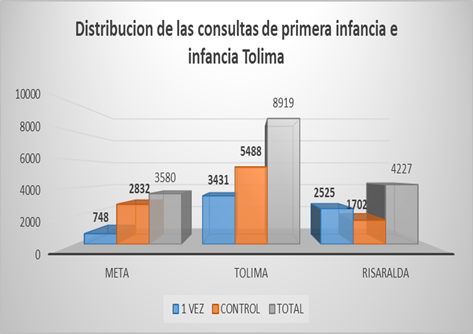 Distribucion de las consultas de primera infancia e
infancia Tolima
10000
8000
6000
4000
2000
0
748
2832
3580
3431
5488
8919
2525
1702
4227
META
TOLIMA
RISARALDA
1 VEZ
CONTROL
TOTAL